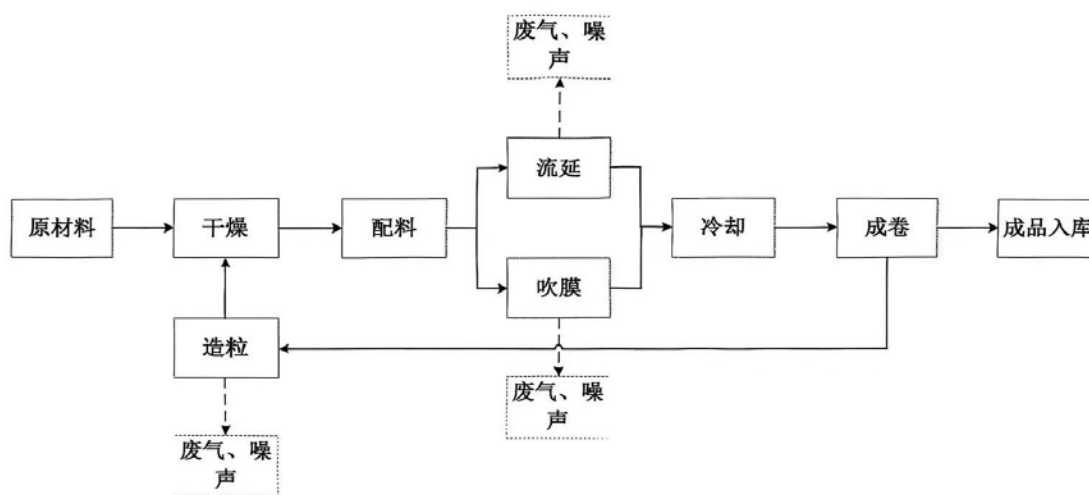 废气、噪
声
流延
原材料
干燥
配料
冷却
成卷
成品入库
吹膜
造粒
废气、噪
声
废气、噪
声